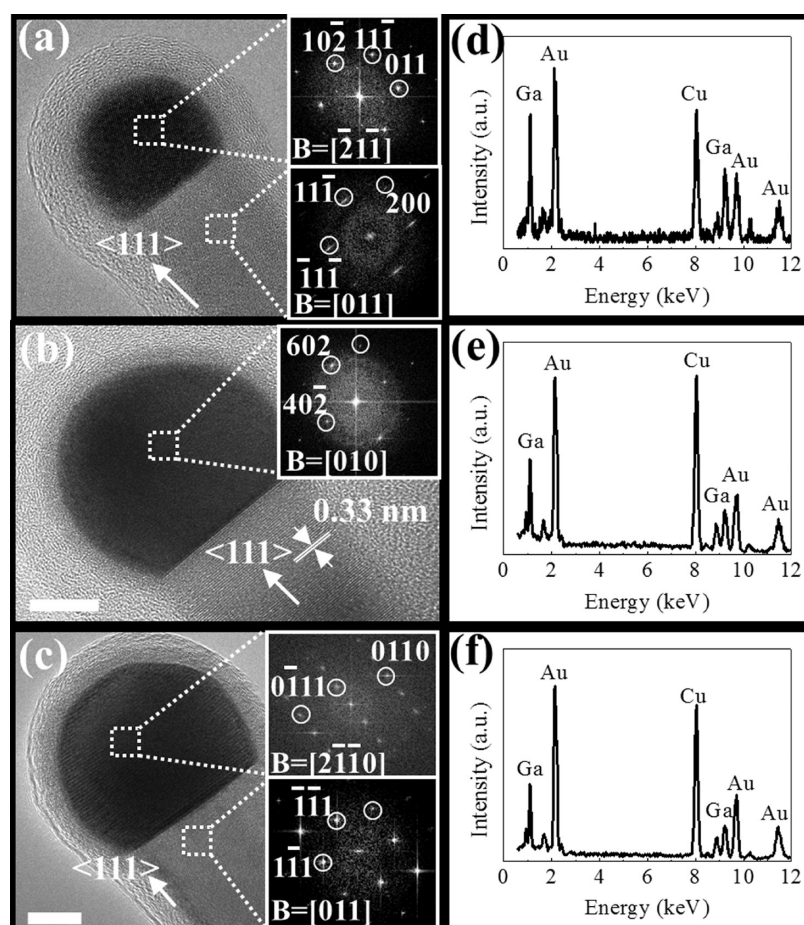 (a)
102̅ 111̅
011
B=[2̅11̅]
111̅
200
1̅11̅
B=[011]
<111>
(d)
Intensity (a.u.)
Ga
Au
Cu
Ga
Au
Au
0 2 4 6 8 10 12
Energy (keV)
(b)
602
402̅
B=[010]
0.33 nm
<111>
(e)
Intensity (a.u.)
Ga
Au
Cu
Ga
Au
Au
0 2 4 6 8 10 12
Energy (keV)
(c)
0110
01̅11
B=[21̅1̅0]
1̅1̅1
11̅1
B=[011]
<111>
(f)
Intensity (a.u.)
Ga
Au
Cu
Ga
Au
Au
0 2 4 6 8 10 12
Energy (keV)